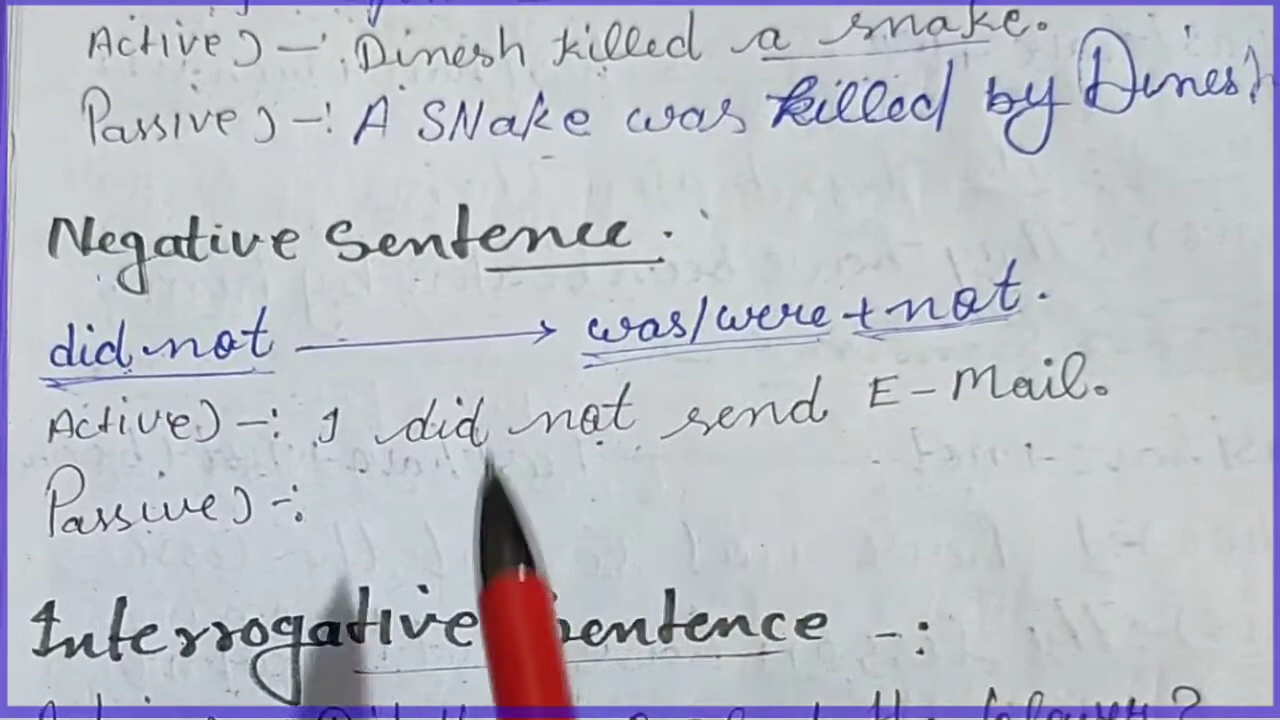 Active) -: Dinesh killed a snake.
Passive) -: A SNake was killed by Dinesh
Negative Sentence.
did not → was/were + not.
Active) -: I did not send E-Mail.
Passive) -:
Interrogative Sentence -: